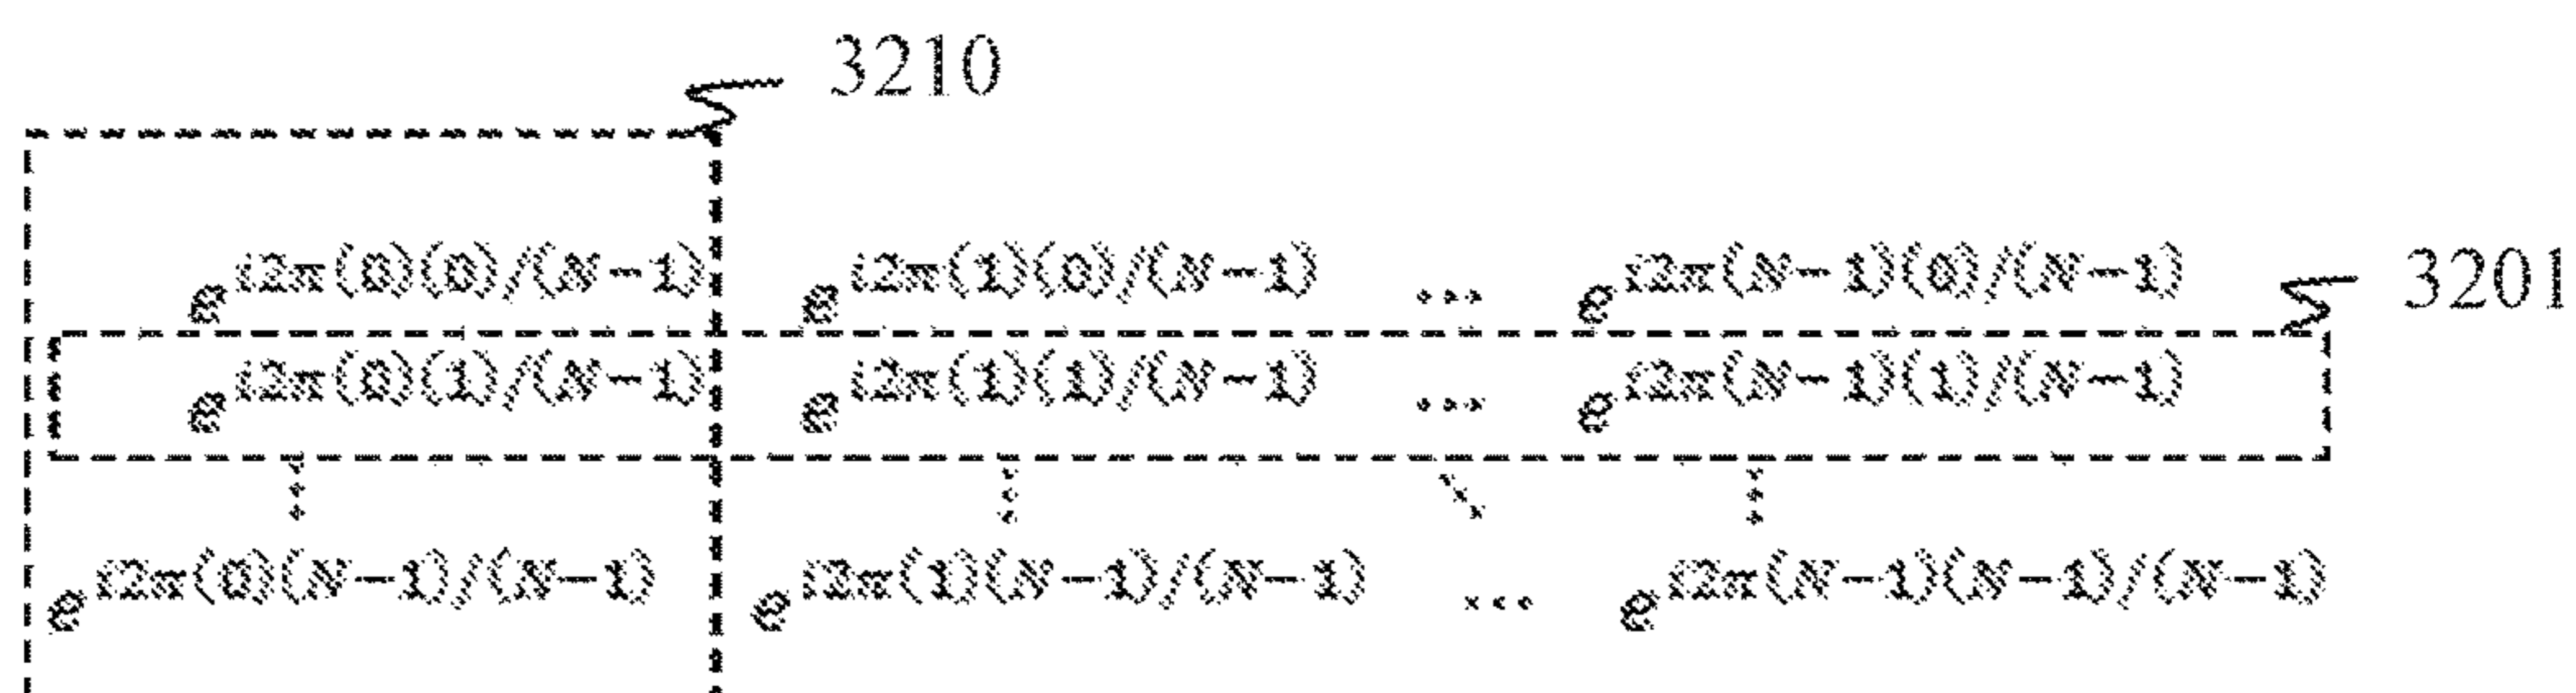 3210
e^{i2π(0)(0)/(N-1)} e^{i2π(1)(0)/(N-1)} ... e^{i2π(N-1)(0)/(N-1)} 3201
e^{i2π(0)(1)/(N-1)} e^{i2π(1)(1)/(N-1)} ... e^{i2π(N-1)(1)/(N-1)}
e^{i2π(0)(N-1)/(N-1)} e^{i2π(1)(N-1)/(N-1)} ... e^{i2π(N-1)(N-1)/(N-1)}